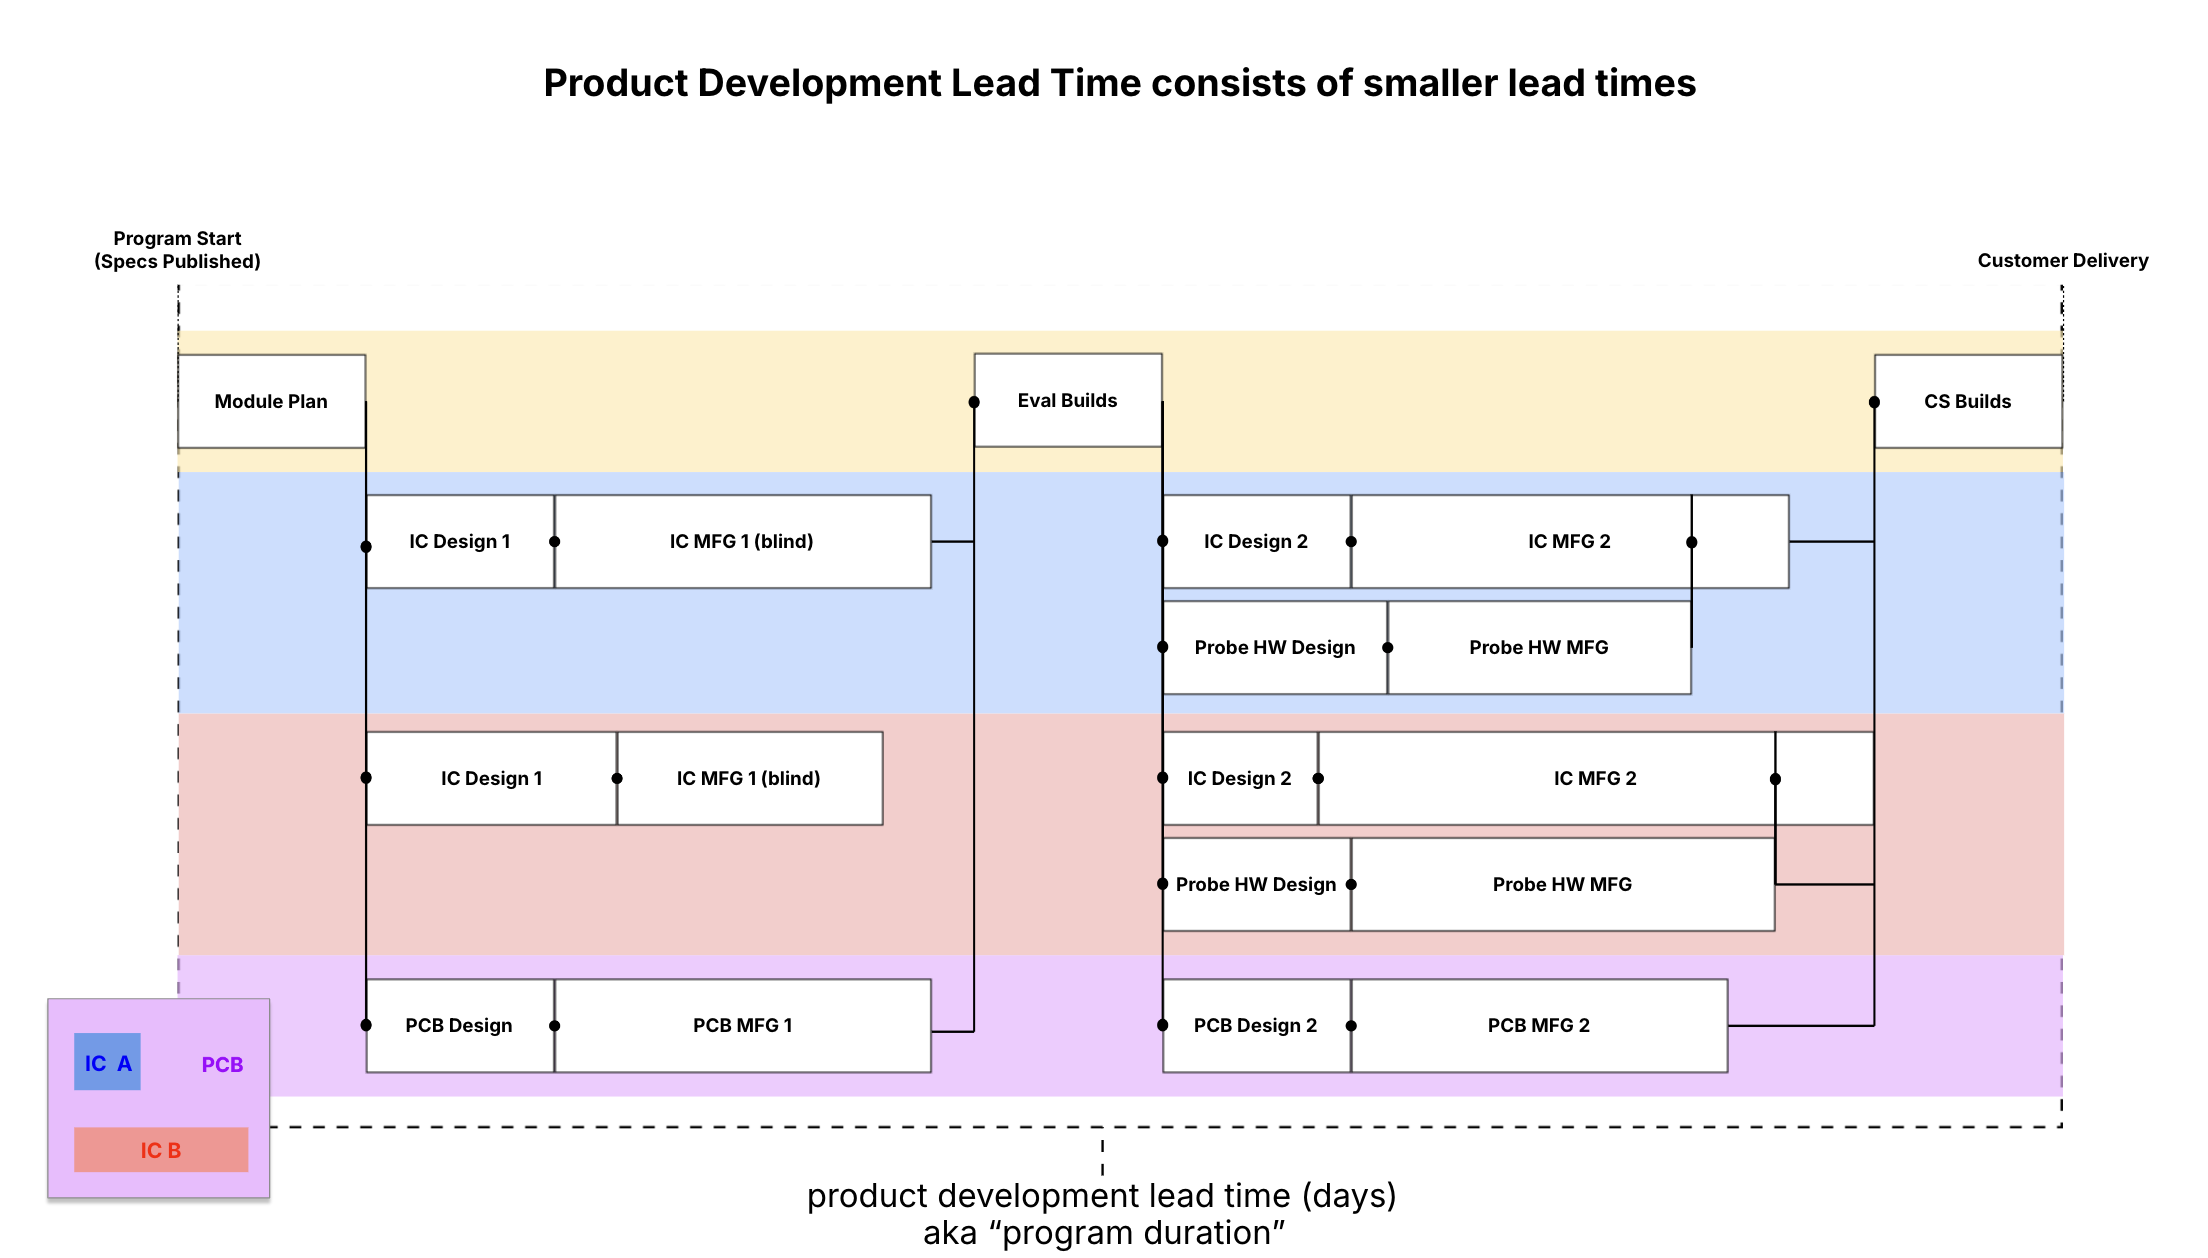 Product Development Lead Time consists of smaller lead times
Program Start
(Specs Published)
Customer Delivery
Module Plan
Eval Builds
CS Builds
IC Design 1
IC MFG 1 (blind)
IC Design 2
IC MFG 2
Probe HW Design
Probe HW MFG
IC Design 1
IC MFG 1 (blind)
IC Design 2
IC MFG 2
Probe HW Design
Probe HW MFG
PCB Design
PCB MFG 1
PCB Design 2
PCB MFG 2
IC A
PCB
IC B
product development lead time (days)
aka “program duration”